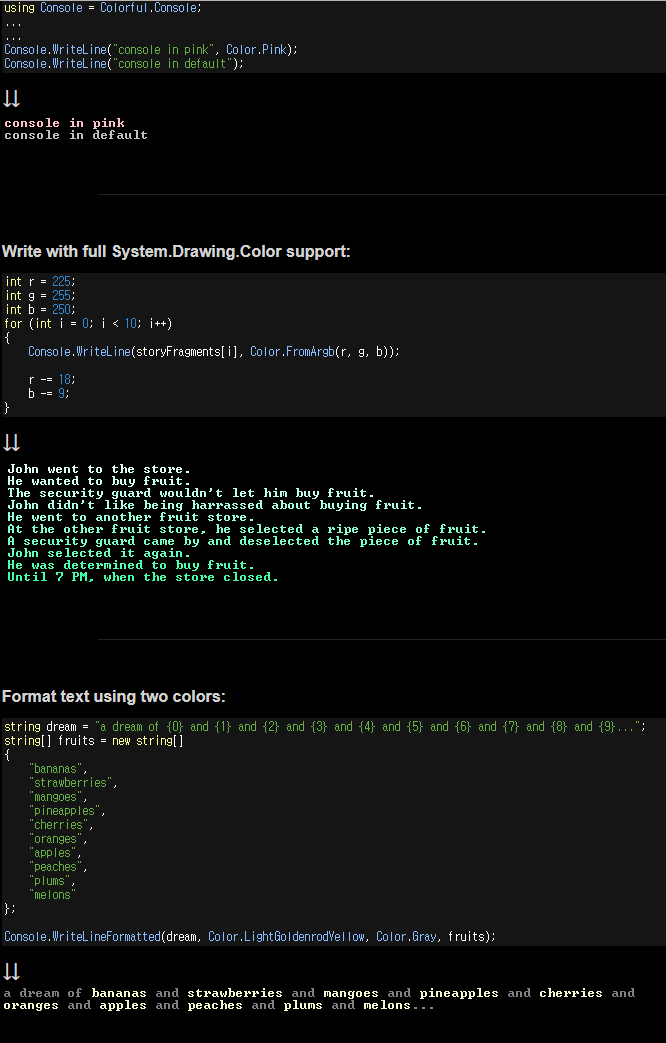 using Console = Colorful.Console;
...
...
Console.WriteLine("console in pink", Color.Pink);
Console.WriteLine("console in default");
⇊
console in pink
console in default
Write with full System.Drawing.Color support:
int r = 225;
int g = 255;
int b = 250;
for (int i = 0; i < 10; i++)
{
    Console.WriteLine(storyFragments[i], Color.FromArgb(r, g, b));
    r -= 18;
    b -= 9;
}
⇊
John went to the store.
He wanted to buy fruit.
The security guard wouldn't let him buy fruit.
John didn't like being harrassed about buying fruit.
He went to another fruit store.
At the other fruit store, he selected a ripe piece of fruit.
A security guard came by and deselected the piece of fruit.
John selected it again.
He was determined to buy fruit.
Until 7 PM, when the store closed.
Format text using two colors:
string dream = "a dream of {0} and {1} and {2} and {3} and {4} and {5} and {6} and {7} and {8} and {9}...";
string[] fruits = new string[]
{
    "bananas",
    "strawberries",
    "mangoes",
    "pineapples",
    "cherries",
    "oranges",
    "apples",
    "peaches",
    "plums",
    "melons"
};
Console.WriteLineFormatted(dream, Color.LightGoldenrodYellow, Color.Gray, fruits);
⇊
a dream of bananas and strawberries and mangoes and pineapples and cherries and
oranges and apples and peaches and plums and melons...